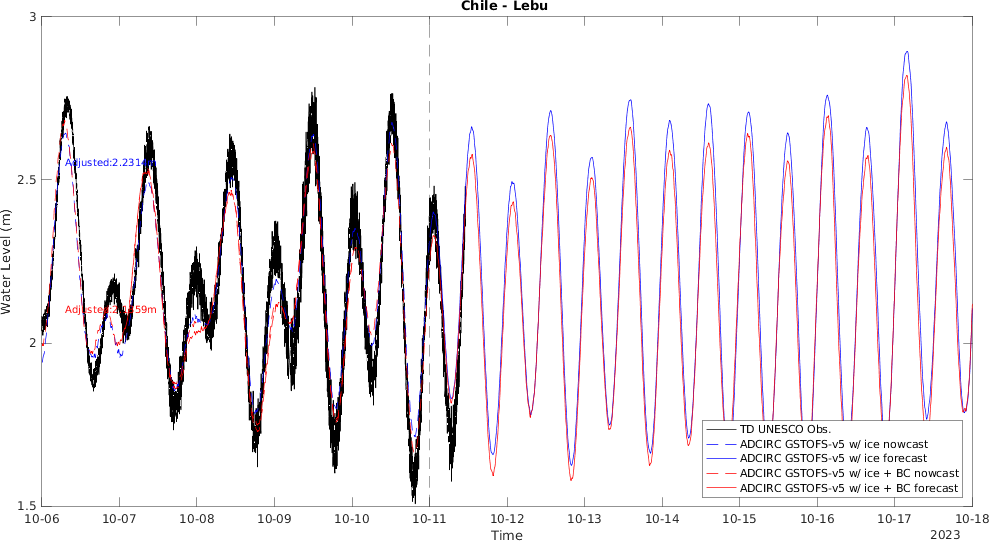 Chile - Lebu
Water Level (m)
3
2.5
2
1.5
Adjusted:2.231
Adjusted:2. 59m
TD UNESCO Obs.
ADCIRC GSTOFS-v5 w/ ice nowcast
ADCIRC GSTOFS-v5 w/ ice forecast
ADCIRC GSTOFS-v5 w/ ice + BC nowcast
ADCIRC GSTOFS-v5 w/ ice + BC forecast
10-06 10-07 10-08 10-09 10-10 10-11 10-12 10-13 10-14 10-15 10-16 10-17 10-18
Time
2023